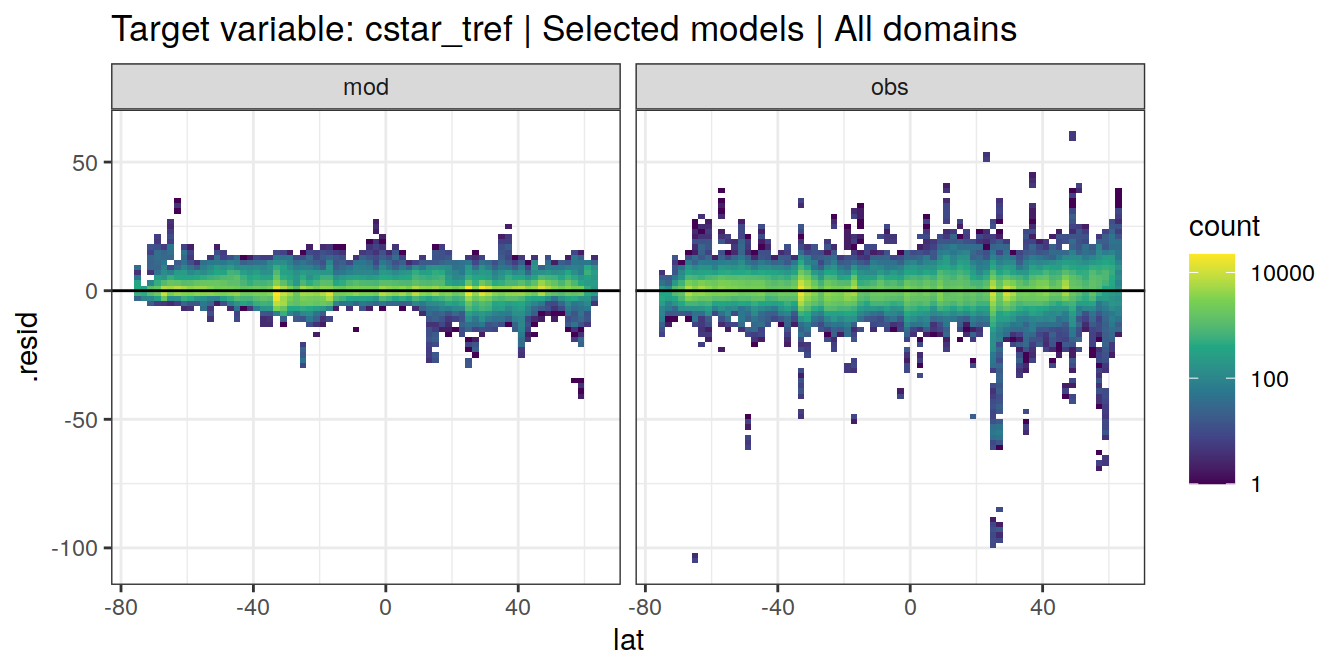 Target variable: cstar_tref | Selected models | All domains
mod
obs
50
0
-50
-100
.resid
-80
-40
0
40
-80
-40
0
40
lat
count
10000
100
1